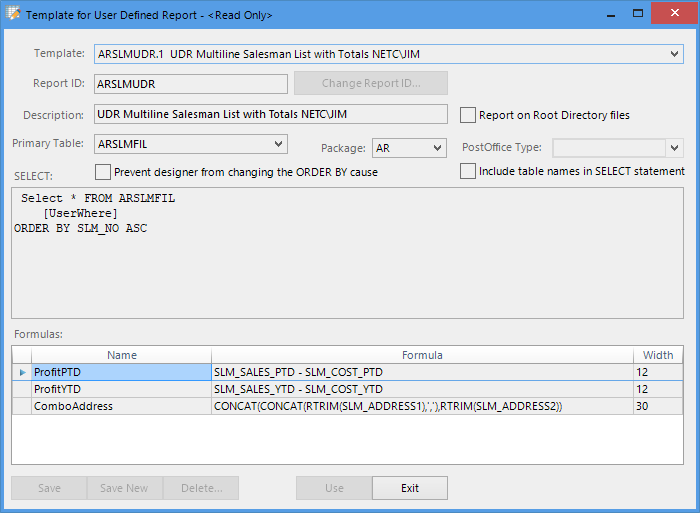 Template for User Defined Report - <Read Only>
Template: ARSLMUDR.1 UDR Multiline Salesman List with Totals NETC\JIM
Report ID: ARSLMUDR Change Report ID...
Description: UDR Multiline Salesman List with Totals NETC\JIM Report on Root Directory files
Primary Table: ARSLMFIL Package: AR PostOffice Type:
SELECT: Prevent designer from changing the ORDER BY cause Include table names in SELECT statement
Select * FROM ARSLMFIL
[UserWhere]
ORDER BY SLM_NO ASC
Formulas:
Name Formula Width
ProfitPTD SLM_SALES_PTD - SLM_COST_PTD 12
ProfitYTD SLM_SALES_YTD - SLM_COST_YTD 12
ComboAddress CONCAT(CONCAT(RTRIM(SLM_ADDRESS1),','),RTRIM(SLM_ADDRESS2)) 30
Save Save New Delete... Use Exit